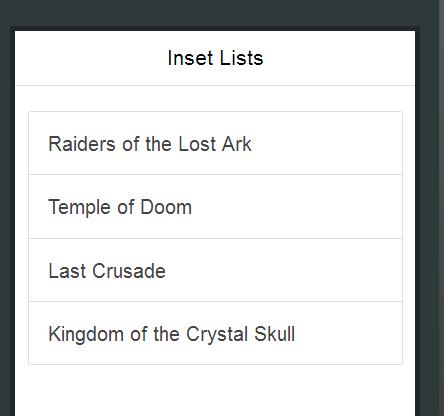 Inset Lists
Raiders of the Lost Ark
Temple of Doom
Last Crusade
Kingdom of the Crystal Skull